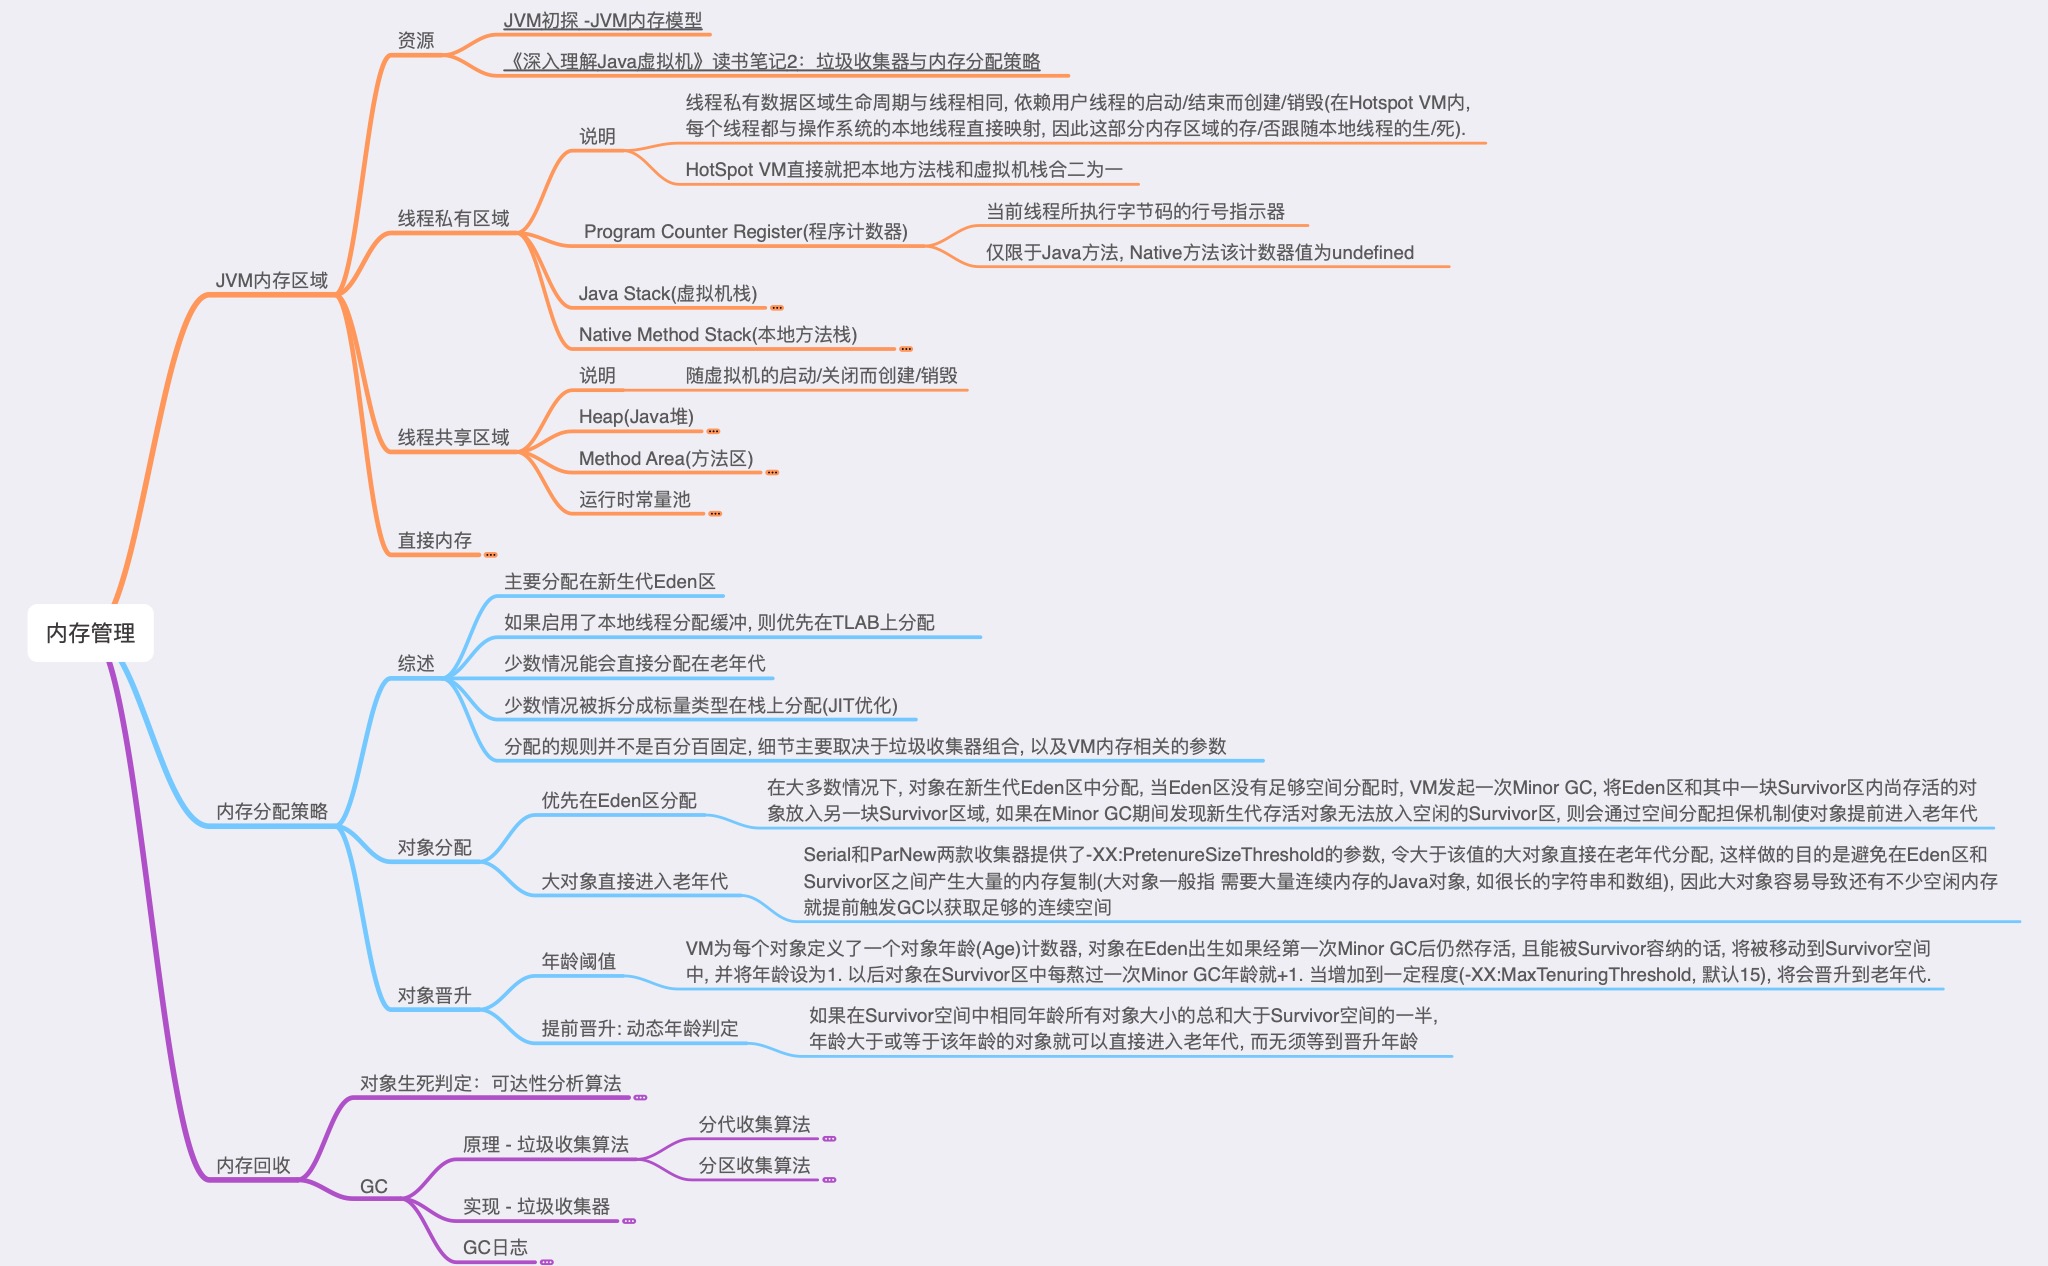 内存管理
JVM内存区域
资源
JVM初探 -JVM内存模型
《深入理解Java虚拟机》读书笔记2：垃圾收集器与内存分配策略
线程私有区域
说明
线程私有数据区域生命周期与线程相同, 依赖用户线程的启动/结束而创建/销毁(在Hotspot VM内,
每个线程都与操作系统的本地线程直接映射, 因此这部分内存区域的存/否跟随本地线程的生/死).
HotSpot VM直接就把本地方法栈和虚拟机栈合二为一
Program Counter Register(程序计数器)
当前线程所执行字节码的行号指示器
仅限于Java方法, Native方法该计数器值为undefined
Java Stack(虚拟机栈)
Native Method Stack(本地方法栈)
线程共享区域
说明
随虚拟机的启动/关闭而创建/销毁
Heap(Java堆)
Method Area(方法区)
运行时常量池
直接内存
内存分配策略
综述
主要分配在新生代Eden区
如果启用了本地线程分配缓冲, 则优先在TLAB上分配
少数情况能会直接分配在老年代
少数情况被拆分成标量类型在栈上分配(JIT优化)
分配的规则并不是百分百固定, 细节主要取决于垃圾收集器组合, 以及VM内存相关的参数
对象分配
优先在Eden区分配
在大多数情况下, 对象在新生代Eden区中分配, 当Eden区没有足够空间分配时, VM发起一次Minor GC, 将Eden区和其中一块Survivor区内尚存活的对
象放入另一块Survivor区域, 如果在Minor GC期间发现新生代存活对象无法放入空闲的Survivor区, 则会通过空间分配担保机制使对象提前进入老年代
大对象直接进入老年代
Serial和ParNew两款收集器提供了-XX:PretenureSizeThreshold的参数, 令大于该值的大对象直接在老年代分配, 这样做的目的是避免在Eden区和
Survivor区之间产生大量的内存复制(大对象一般指 需要大量连续内存的Java对象, 如很长的字符串和数组), 因此大对象容易导致还有不少空闲内存
就提前触发GC以获取足够的连续空间
对象晋升
年龄阈值
VM为每个对象定义了一个对象年龄(Age)计数器, 对象在Eden出生如果经第一次Minor GC后仍然存活, 且能被Survivor容纳的话, 将被移动到Survivor空间
中, 并将年龄设为1. 以后对象在Survivor区中每熬过一次Minor GC年龄就+1. 当增加到一定程度(-XX:MaxTenuringThreshold, 默认15), 将会晋升到老年代.
提前晋升: 动态年龄判定
如果在Survivor空间中相同年龄所有对象大小的总和大于Survivor空间的一半,
年龄大于或等于该年龄的对象就可以直接进入老年代, 而无须等到晋升年龄
内存回收
对象生死判定：可达性分析算法
GC
原理 - 垃圾收集算法
分代收集算法
分区收集算法
实现 - 垃圾收集器
GC日志